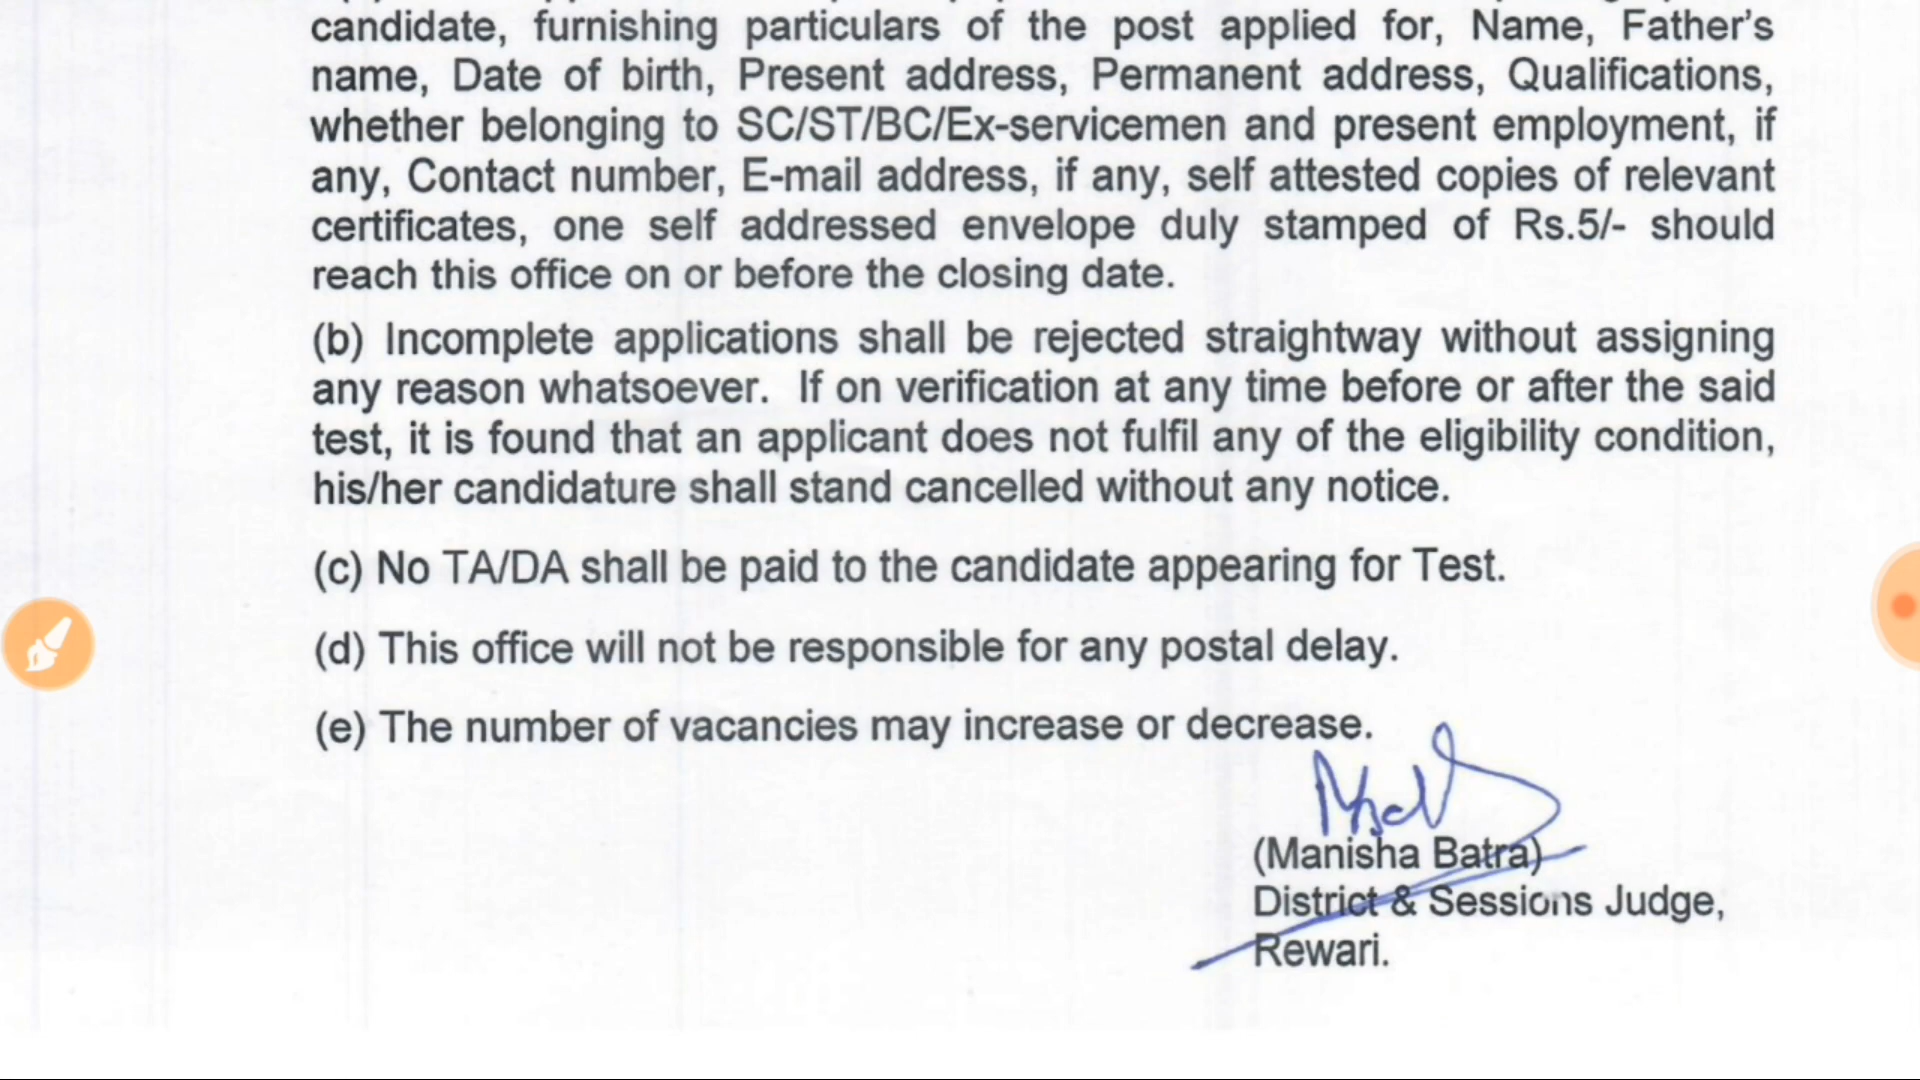 candidate, furnishing particulars of the post applied for, Name, Father's
name, Date of birth, Present address, Permanent address, Qualifications,
whether belonging to SC/ST/BC/Ex-servicemen and present employment, if
any, Contact number, E-mail address, if any, self attested copies of relevant
certificates, one self addressed envelope duly stamped of Rs.5/- should
reach this office on or before the closing date.
(b) Incomplete applications shall be rejected straightway without assigning
any reason whatsoever. If on verification at any time before or after the said
test, it is found that an applicant does not fulfil any of the eligibility condition,
his/her candidature shall stand cancelled without any notice.
(c) No TA/DA shall be paid to the candidate appearing for Test.
(d) This office will not be responsible for any postal delay.
(e) The number of vacancies may increase or decrease.
(Manisha Batra)
District & Sessions Judge,
Rewari.